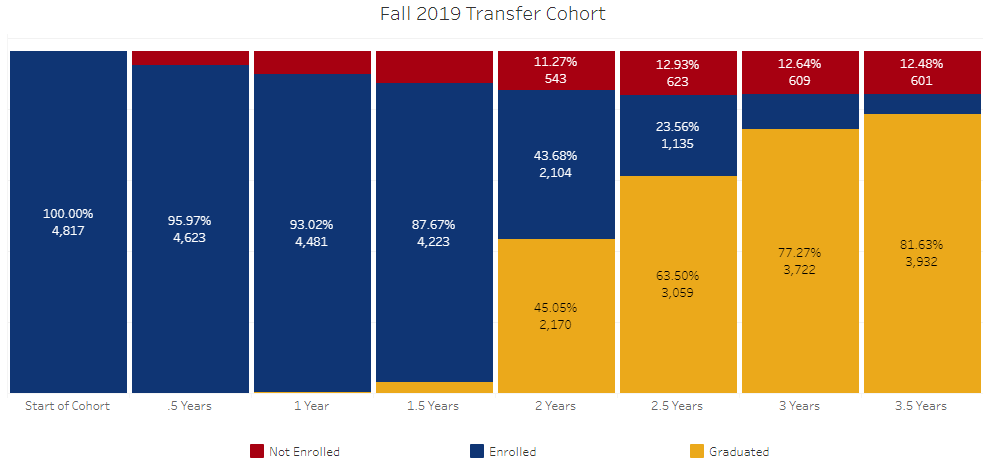 Fall 2019 Transfer Cohort
100.00%
4,817
95.97%
4,623
93.02%
4,481
87.67%
4,223
11.27%
543
43.68%
2,104
45.05%
2,170
12.93%
623
23.56%
1,135
63.50%
3,059
12.64%
609
77.27%
3,722
12.48%
601
81.63%
3,932
Start of Cohort
.5 Years
1 Year
1.5 Years
2 Years
2.5 Years
3 Years
3.5 Years
Not Enrolled
Enrolled
Graduated